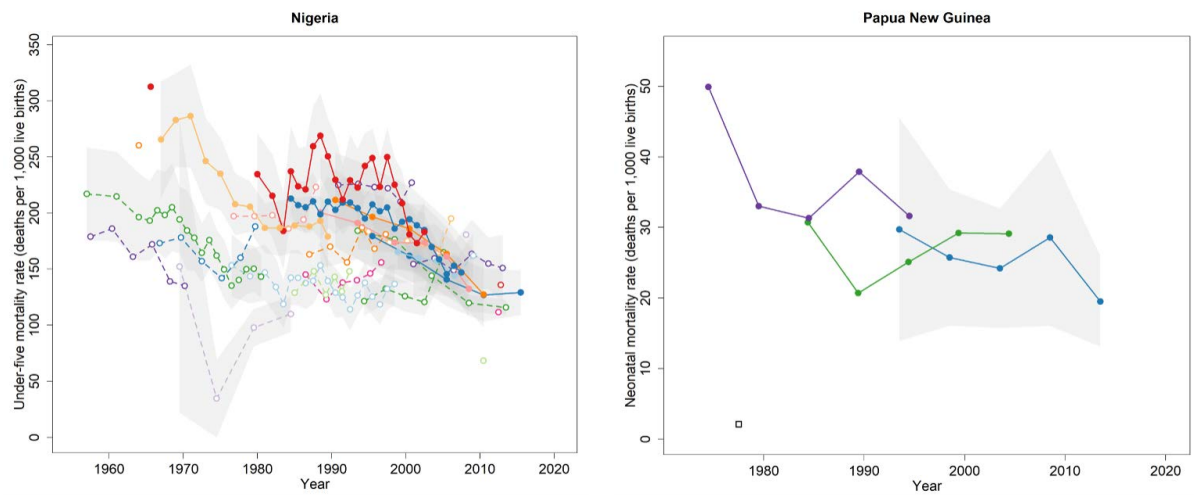 Nigeria
Under-five mortality rate (deaths per 1,000 live births)
350
300
250
200
150
100
50
0
1960 1970 1980 1990 2000 2010 2020
Year
Papua New Guinea
Neonatal mortality rate (deaths per 1,000 live births)
50
40
30
20
10
0
1980 1990 2000 2010 2020
Year